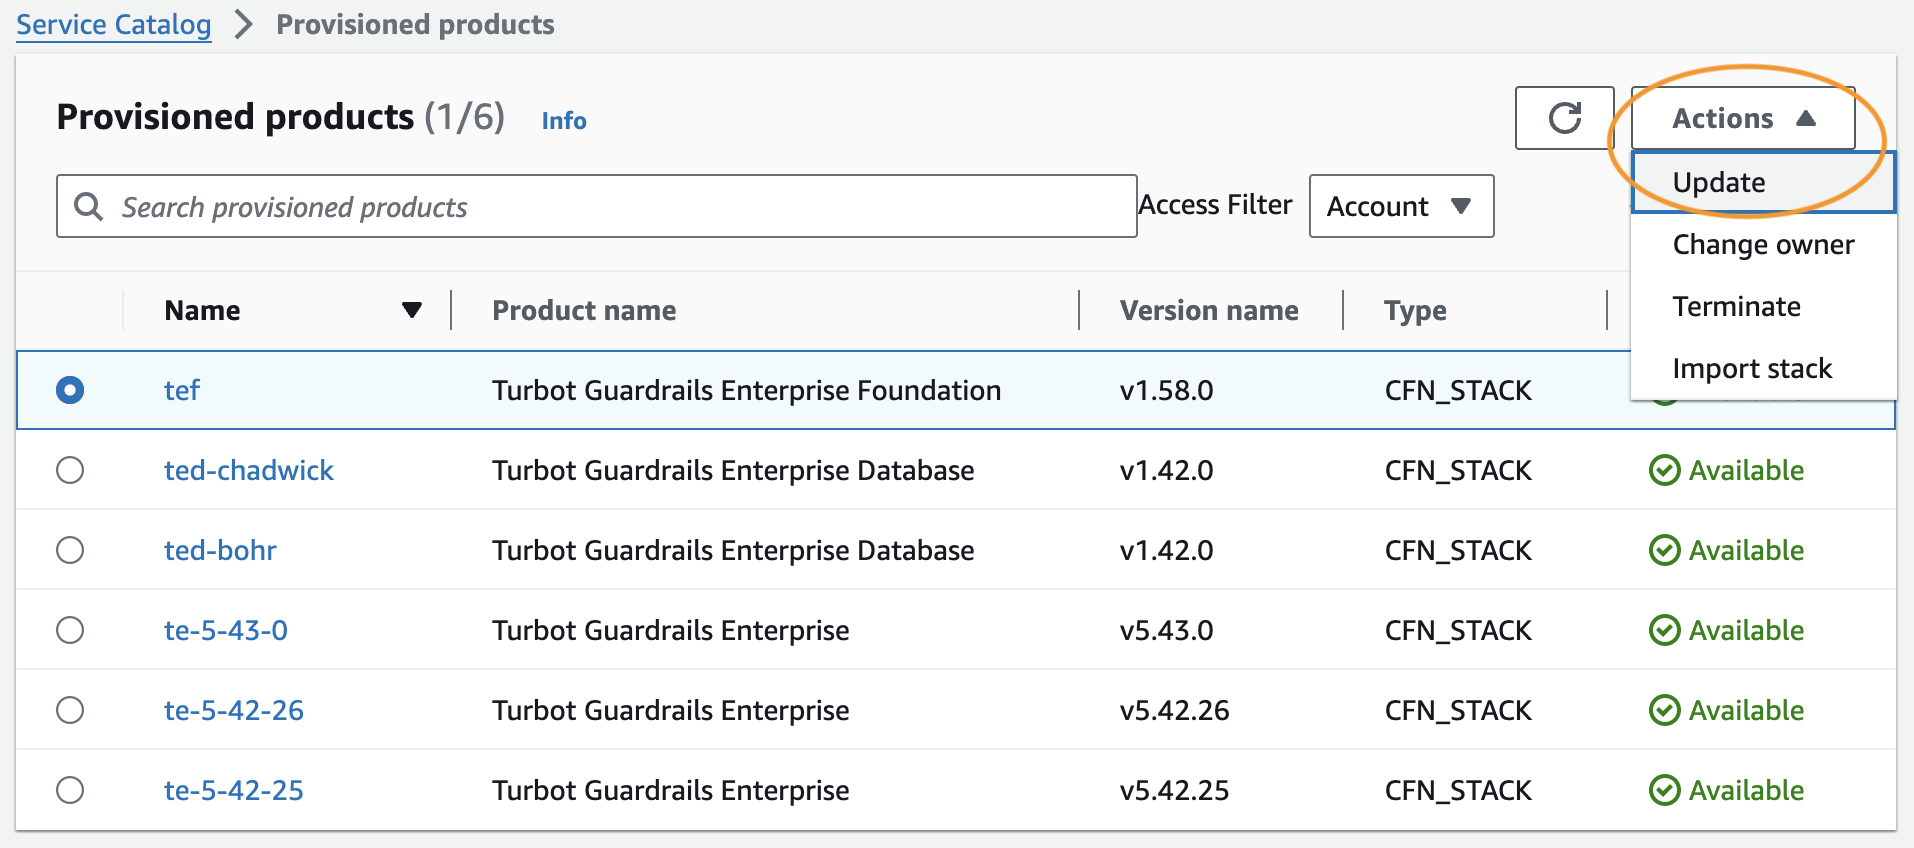 Service Catalog > Provisioned products
Provisioned products (1/6) Info
Actions
Search provisioned products
Access Filter
Account
Update
Change owner
Terminate
Import stack
Name Product name Version name Type
tef Turbot Guardrails Enterprise Foundation v1.58.0 CFN_STACK
ted-chadwick Turbot Guardrails Enterprise Database v1.42.0 CFN_STACK Available
ted-bohr Turbot Guardrails Enterprise Database v1.42.0 CFN_STACK Available
te-5-43-0 Turbot Guardrails Enterprise v5.43.0 CFN_STACK Available
te-5-42-26 Turbot Guardrails Enterprise v5.42.26 CFN_STACK Available
te-5-42-25 Turbot Guardrails Enterprise v5.42.25 CFN_STACK Available